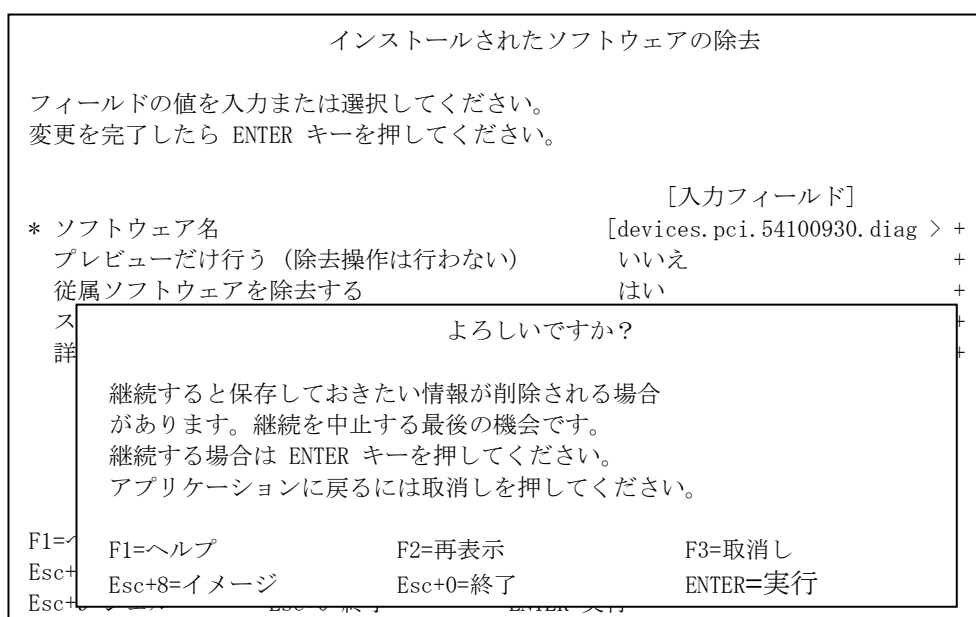 インストールされたソフトウェアの除去
フィールドの値を入力または選択してください。
変更を完了したら ENTER キーを押してください。
[入力フィールド]
* ソフトウェア名 [devices.pci.54100930.diag > +
プレビューだけ行う (除去操作は行わない) いいえ +
従属ソフトウェアを除去する はい +
ス +
詳 +
よろしいですか？
継続すると保存しておきたい情報が削除される場合
があります。継続を中止する最後の機会です。
継続する場合は ENTER キーを押してください。
アプリケーションに戻るには取消しを押してください。
F1=ヘルプ F2=再表示 F3=取消し
Esc+8=イメージ Esc+0=終了 ENTER=実行
F1=
Esc+
Esc+